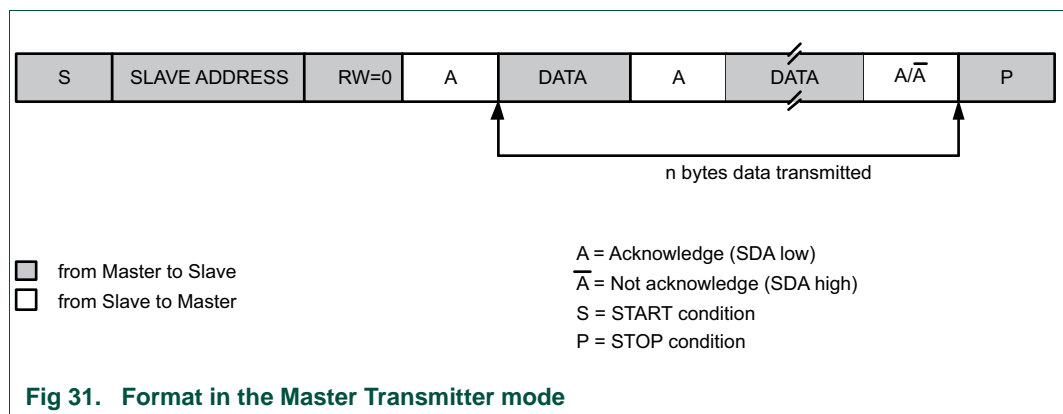 S SLAVE ADDRESS RW=0 A DATA A DATA A/A̅ P
n bytes data transmitted
from Master to Slave
from Slave to Master
A = Acknowledge (SDA low)
A̅ = Not acknowledge (SDA high)
S = START condition
P = STOP condition
Fig 31. Format in the Master Transmitter mode